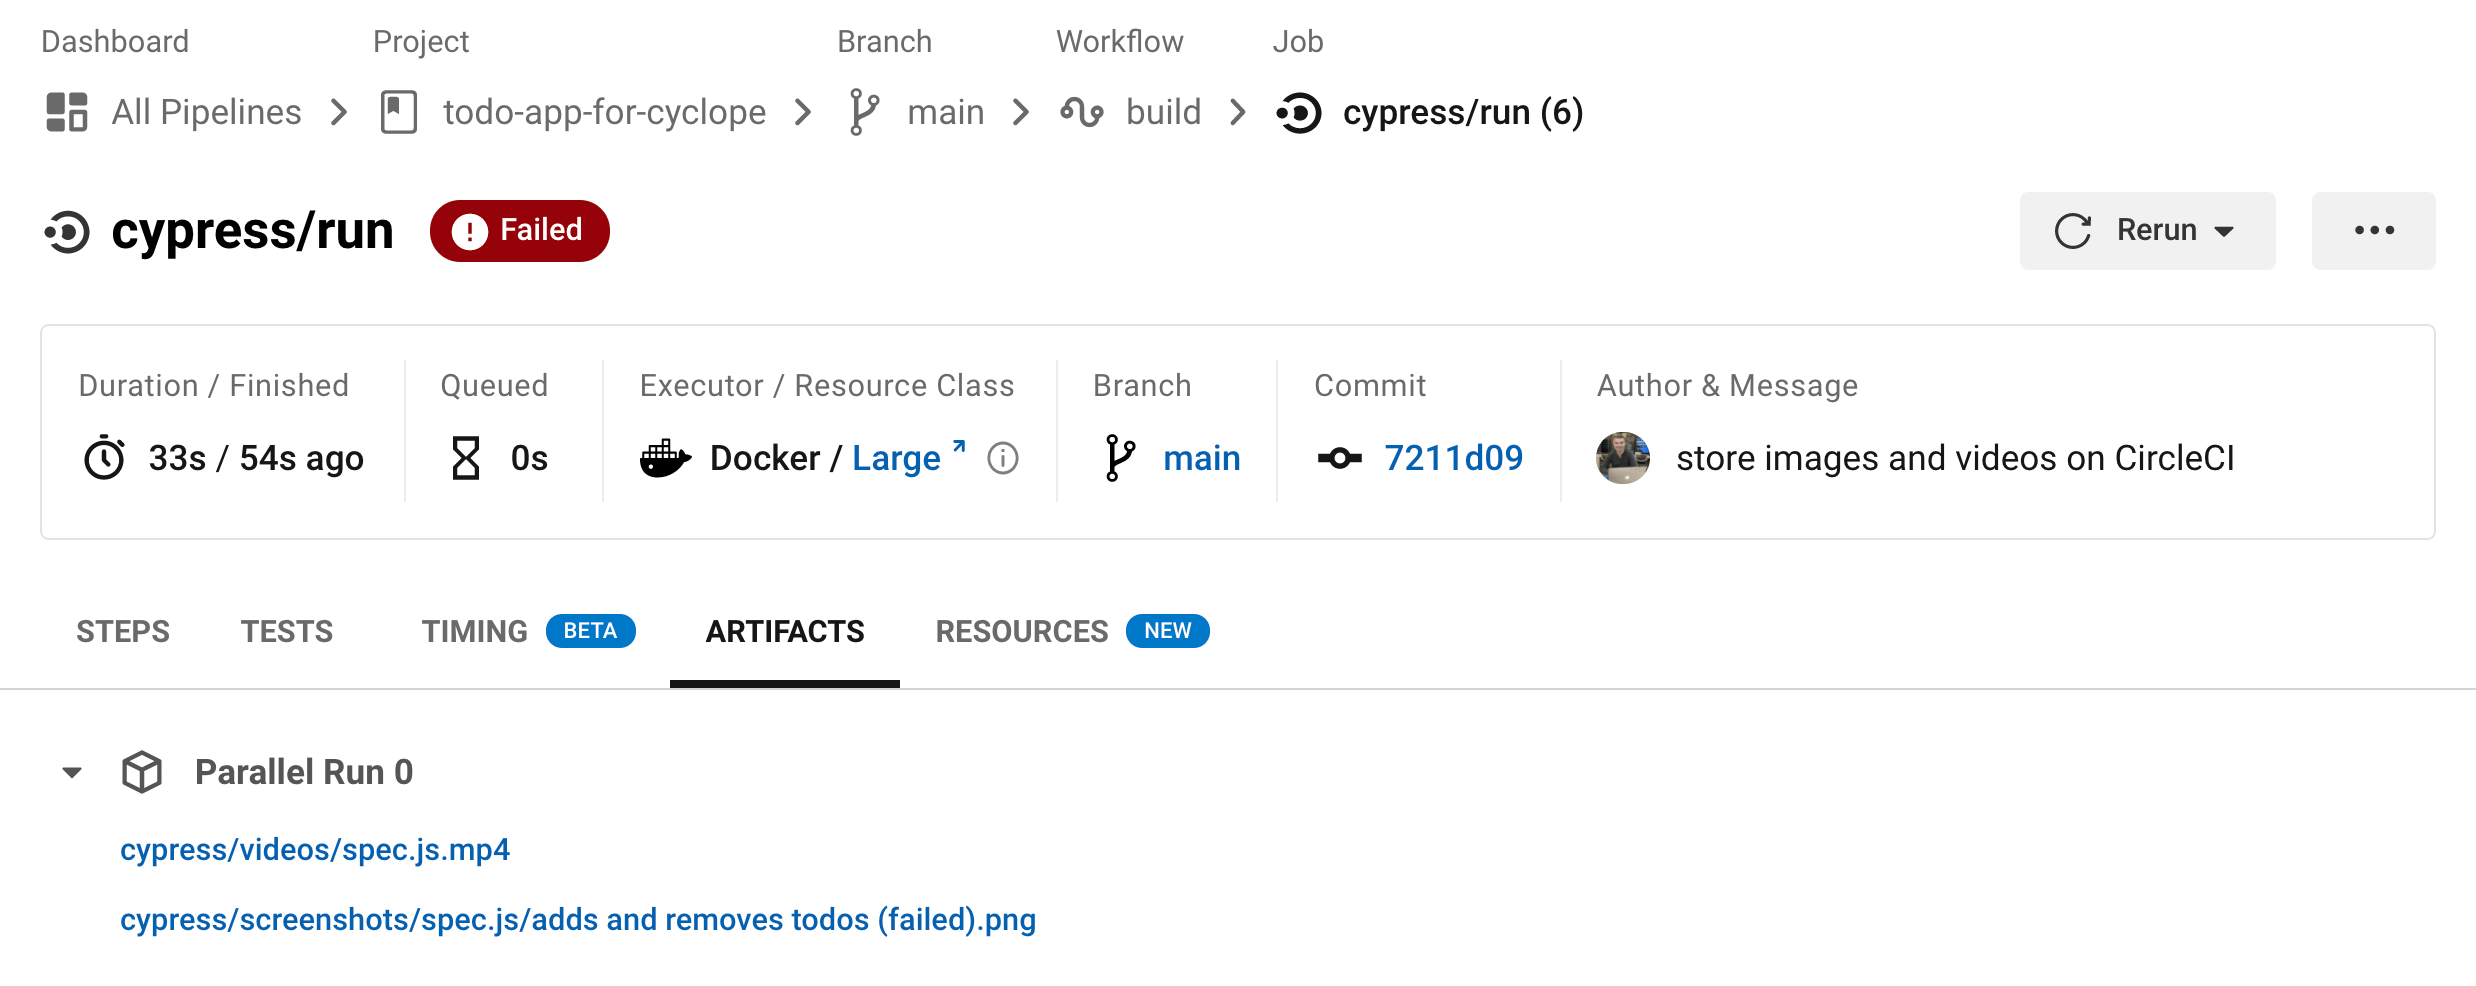 Dashboard Project Branch Workflow Job
All Pipelines todo-app-for-cyclope main build cypress/run (6)
cypress/run Failed Rerun
Duration / Finished Queued Executor / Resource Class Branch Commit Author & Message
33s / 54s ago 0s Docker / Large main 7211d09 store images and videos on CircleCI
STEPS TESTS TIMING BETA ARTIFACTS RESOURCES NEW
Parallel Run 0
cypress/videos/spec.js.mp4
cypress/screenshots/spec.js/adds and removes todos (failed).png